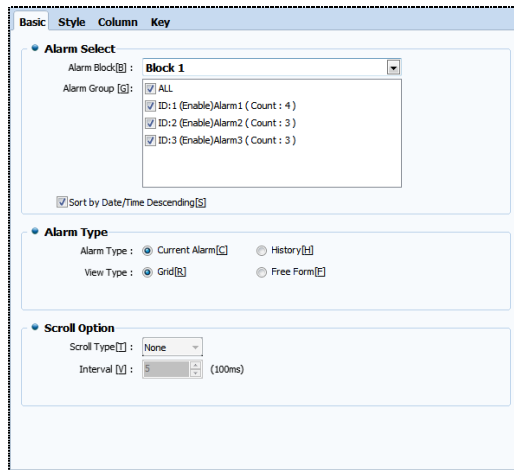 Basic Style Column Key
Alarm Select
Alarm Block[B] : Block 1
Alarm Group [G]: ALL
ID:1 (Enable)Alarm1 ( Count : 4 )
ID:2 (Enable)Alarm2 ( Count : 3 )
ID:3 (Enable)Alarm3 ( Count : 3 )
Sort by Date/Time Descending[S]
Alarm Type
Alarm Type : Current Alarm[C] History[H]
View Type : Grid[R] Free Form[F]
Scroll Option
Scroll Type[T] : None
Interval [V] : 5 (100ms)